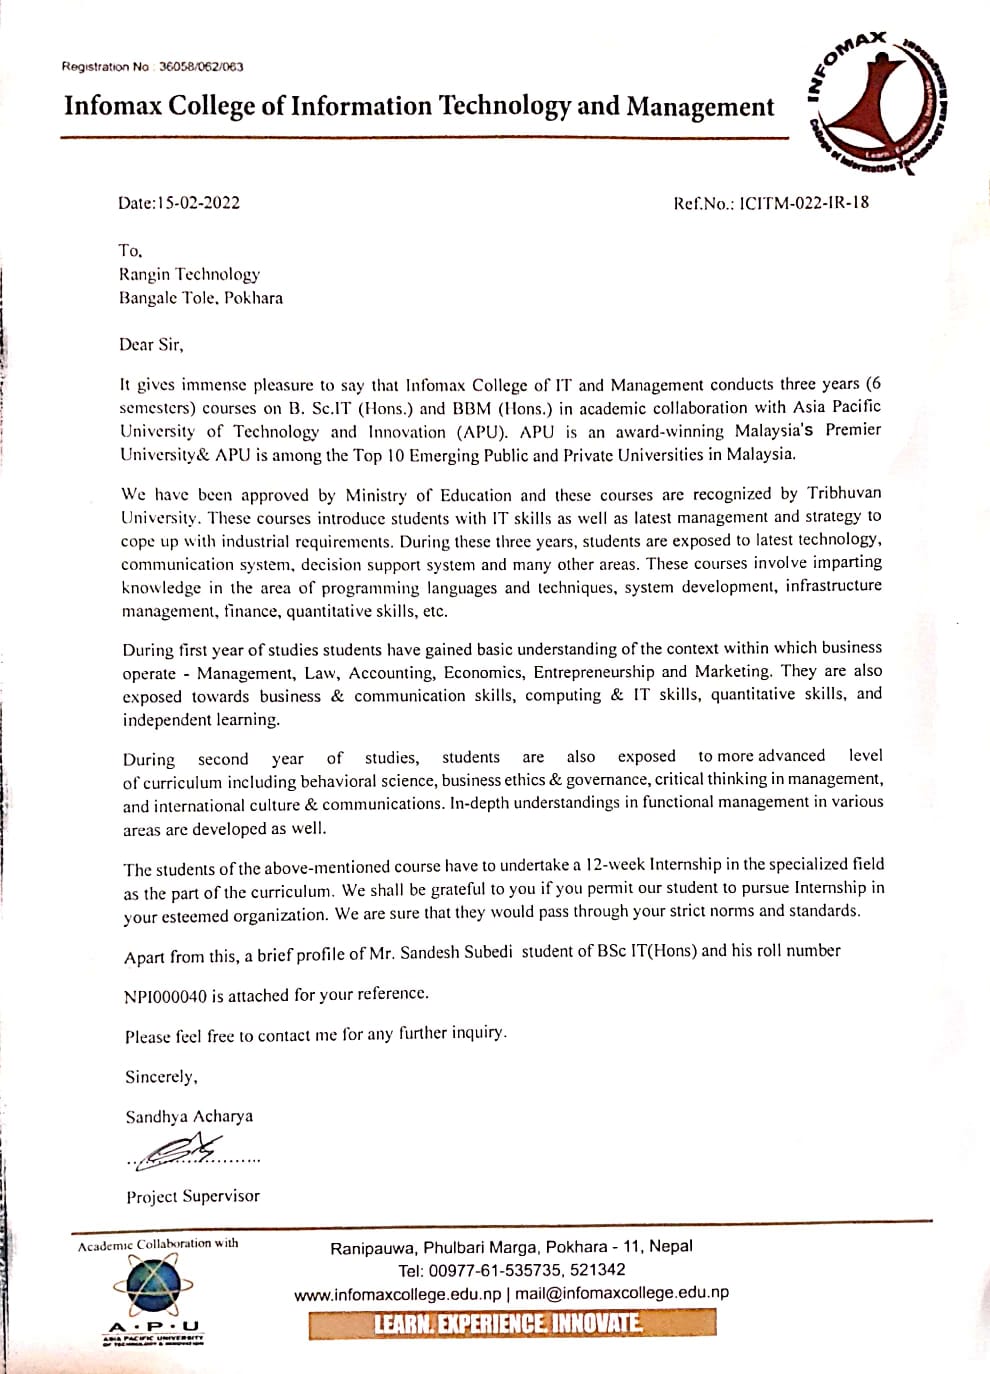 Registration No : 36058/062/063
Infomax College of Information Technology and Management
INFOMAX
College of Information Technology and Management
Learn . Experience . Innovate
Date:15-02-2022 Ref.No.: ICITM-022-IR-18
To,
Rangin Technology
Bangale Tole, Pokhara
Dear Sir,
It gives immense pleasure to say that Infomax College of IT and Management conducts three years (6
semesters) courses on B. Sc.IT (Hons.) and BBM (Hons.) in academic collaboration with Asia Pacific
University of Technology and Innovation (APU). APU is an award-winning Malaysia's Premier
University& APU is among the Top 10 Emerging Public and Private Universities in Malaysia.
We have been approved by Ministry of Education and these courses are recognized by Tribhuvan
University. These courses introduce students with IT skills as well as latest management and strategy to
cope up with industrial requirements. During these three years, students are exposed to latest technology,
communication system, decision support system and many other areas. These courses involve imparting
knowledge in the area of programming languages and techniques, system development, infrastructure
management, finance, quantitative skills, etc.
During first year of studies students have gained basic understanding of the context within which business
operate - Management, Law, Accounting, Economics, Entrepreneurship and Marketing. They are also
exposed towards business & communication skills, computing & IT skills, quantitative skills, and
independent learning.
During second year of studies, students are also exposed to more advanced level
of curriculum including behavioral science, business ethics & governance, critical thinking in management,
and international culture & communications. In-depth understandings in functional management in various
areas are developed as well.
The students of the above-mentioned course have to undertake a 12-week Internship in the specialized field
as the part of the curriculum. We shall be grateful to you if you permit our student to pursue Internship in
your esteemed organization. We are sure that they would pass through your strict norms and standards.
Apart from this, a brief profile of Mr. Sandesh Subedi student of BSc IT(Hons) and his roll number
NPI000040 is attached for your reference.
Please feel free to contact me for any further inquiry.
Sincerely,
Sandhya Acharya
Project Supervisor
Academic Collaboration with
A · P · U
ASIA PACIFIC UNIVERSITY
OF TECHNOLOGY & INNOVATION
Ranipauwa, Phulbari Marga, Pokhara - 11, Nepal
Tel: 00977-61-535735, 521342
www.infomaxcollege.edu.np | mail@infomaxcollege.edu.np
LEARN. EXPERIENCE. INNOVATE.